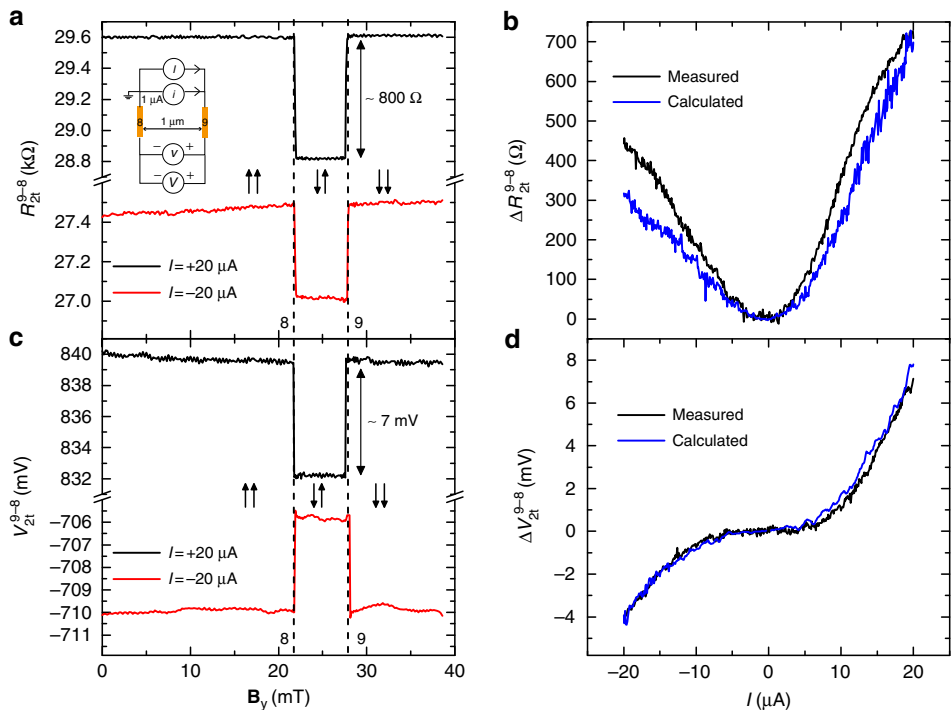 a
R2t9–8 (kΩ)
29.6
29.4
29.2
29.0
28.8
27.4
27.0
I
i
1 μA
8
1 μm
9
− V +
− V +
~ 800 Ω
I = +20 μA
I = −20 μA
8
9
b
ΔR2t9–8 (Ω)
700
600
500
400
300
200
100
0
Measured
Calculated
c
V2t9–8 (mV)
840
838
836
834
832
−706
−707
−708
−709
−710
−711
~ 7 mV
I = +20 μA
I = −20 μA
8
9
0
10
20
30
40
By (mT)
d
ΔV2t9–8 (mV)
8
6
4
2
0
−2
−4
Measured
Calculated
−20
−10
0
10
20
I (μA)